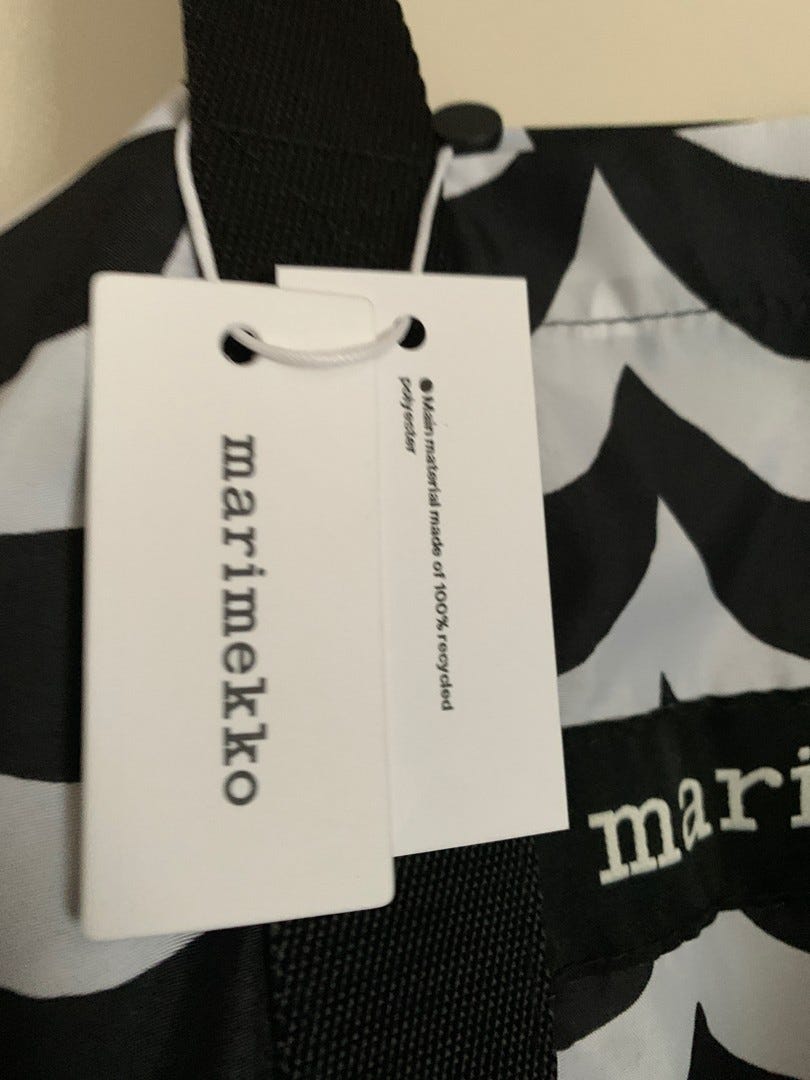 marimekko
● Main material made of 100% recycled
polyester
mari